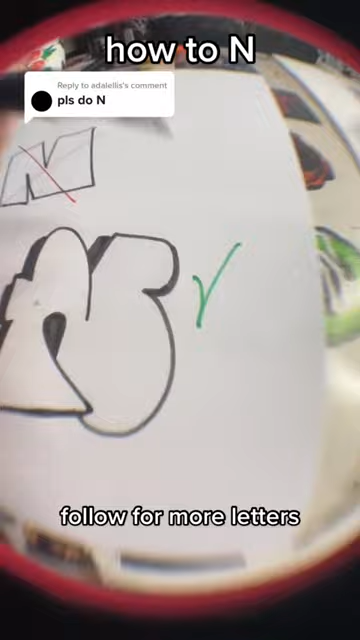 how to N
Reply to adalellis's comment
pls do N
N
N
follow for more letters